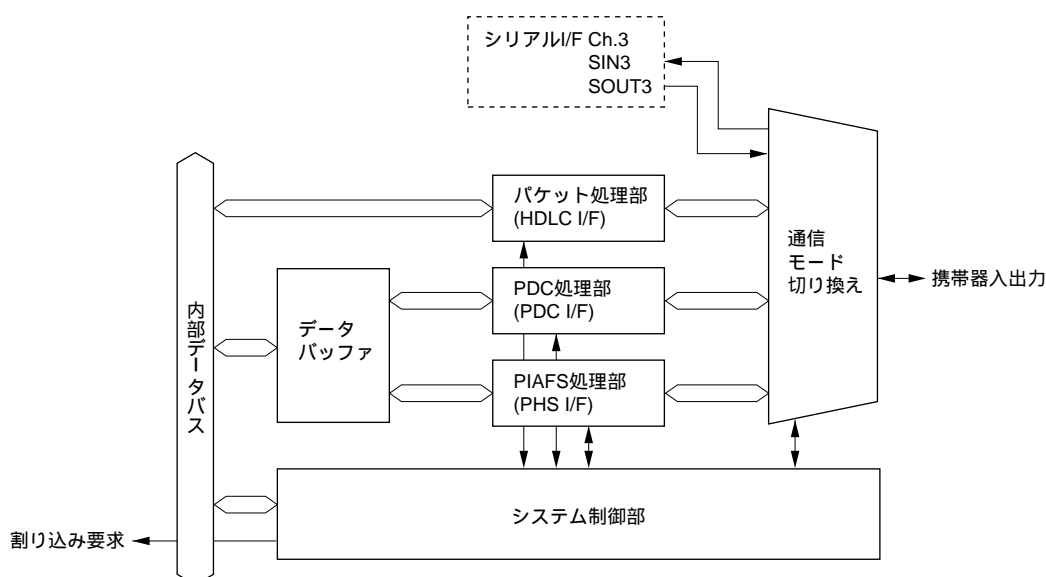 シリアルI/F Ch.3
SIN3
SOUT3
パケット処理部
(HDLC I/F)
通信
モード
切り換え
携帯器入出力
PDC処理部
(PDC I/F)
データ
バッファ
内部データバス
PIAFS処理部
(PHS I/F)
システム制御部
割り込み要求